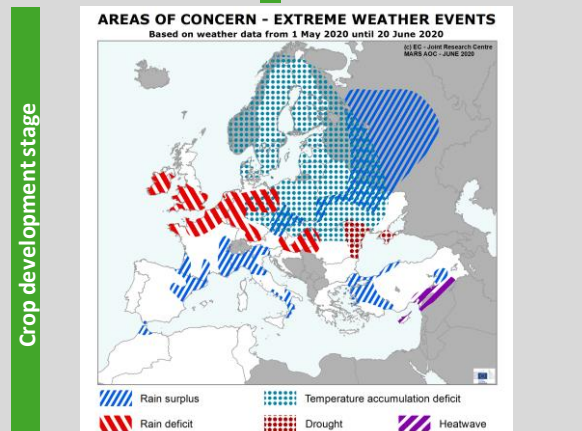 AREAS OF CONCERN - EXTREME WEATHER EVENTS
Based on weather data from 1 May 2020 until 20 June 2020
(c) EC - Joint Research Centre
MARS AOC - JUNE 2020
Crop development stage
Rain surplus
Temperature accumulation deficit
Rain deficit
Drought
Heatwave